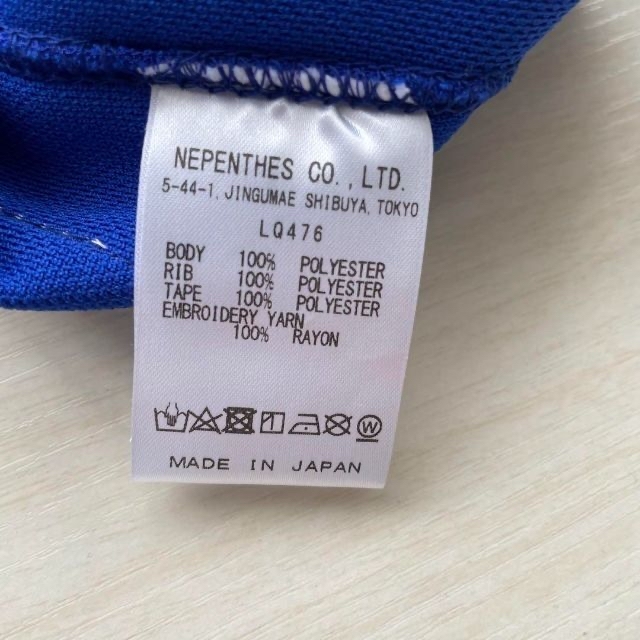 NEPENTHES CO.,LTD.
5-44-1, JINGUMAE SHIBUYA, TOKYO
LQ476
BODY 100% POLYESTER
RIB 100% POLYESTER
TAPE 100% POLYESTER
EMBROIDERY YARN
100% RAYON
W
MADE IN JAPAN